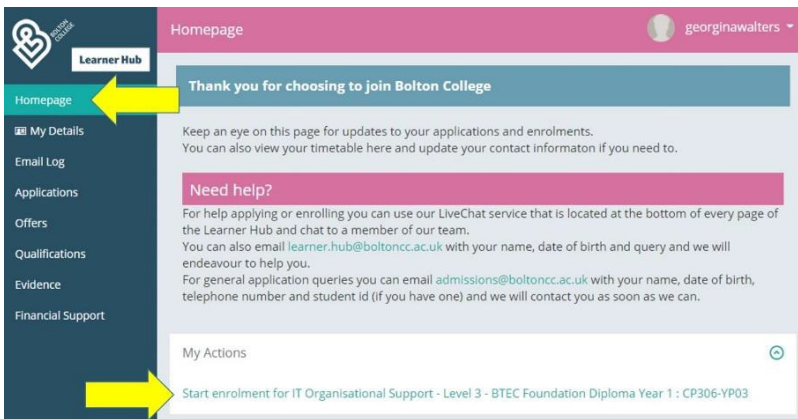 BOLTON
COLLEGE
Learner Hub
Homepage
My Details
Email Log
Applications
Offers
Qualifications
Evidence
Financial Support
Homepage
georginawalters
Thank you for choosing to join Bolton College
Keep an eye on this page for updates to your applications and enrolments.
You can also view your timetable here and update your contact informaton if you need to.
Need help?
For help applying or enrolling you can use our LiveChat service that is located at the bottom of every page of
the Learner Hub and chat to a member of our team.
You can also email learner.hub@boltoncc.ac.uk with your name, date of birth and query and we will
endeavour to help you.
For general application queries you can email admissions@boltoncc.ac.uk with your name, date of birth,
telephone number and student id (if you have one) and we will contact you as soon as we can.
My Actions
Start enrolment for IT Organisational Support - Level 3 - BTEC Foundation Diploma Year 1 : CP306-YP03